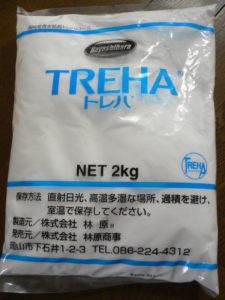 Hayashibara
TREHA®
トレハ
NET 2kg
保存方法 直射日光、高温多湿な場所、過積を避け、
室温で保存してください。
製造元／株式会社 林 原
発売元／株式会社 林原商事
岡山市下石井1-2-3 TEL.086-224-4312
TREHA